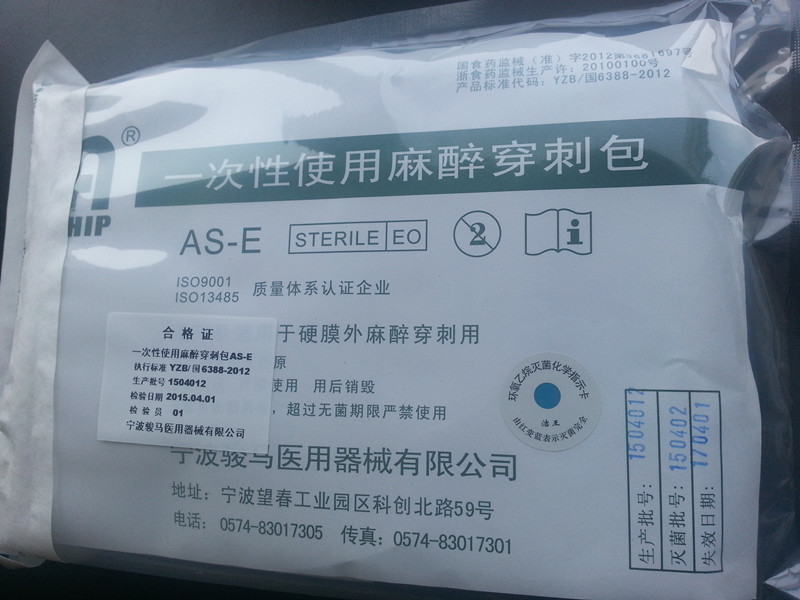 国食药监械（准）字2012第
浙食药监械生产许：20100100号
产品标准代码：YZB/国6388-2012
®
HIP
一次性使用麻醉穿刺包
AS-E
STERILE EO
2
i
ISO9001
ISO13485
质量体系认证企业
于硬膜外麻醉穿刺用
原
使用 用后销毁
，超过无菌期限严禁使用
合格证
一次性使用麻醉穿刺包AS-E
执行标准 YZB/国6388-2012
生产批号 1504012
检验日期 2015.04.01
检验员 01
宁波骏马医用器械有限公司
环氧乙烷灭菌化学指示卡
洁王
由红变蓝表示灭菌完全
宁波骏马医用器械有限公司
地址：宁波望春工业园区科创北路59号
电话：0574-83017305 传真：0574-83017301
生产批号：1504012
灭菌批号：150402
失效日期：170401